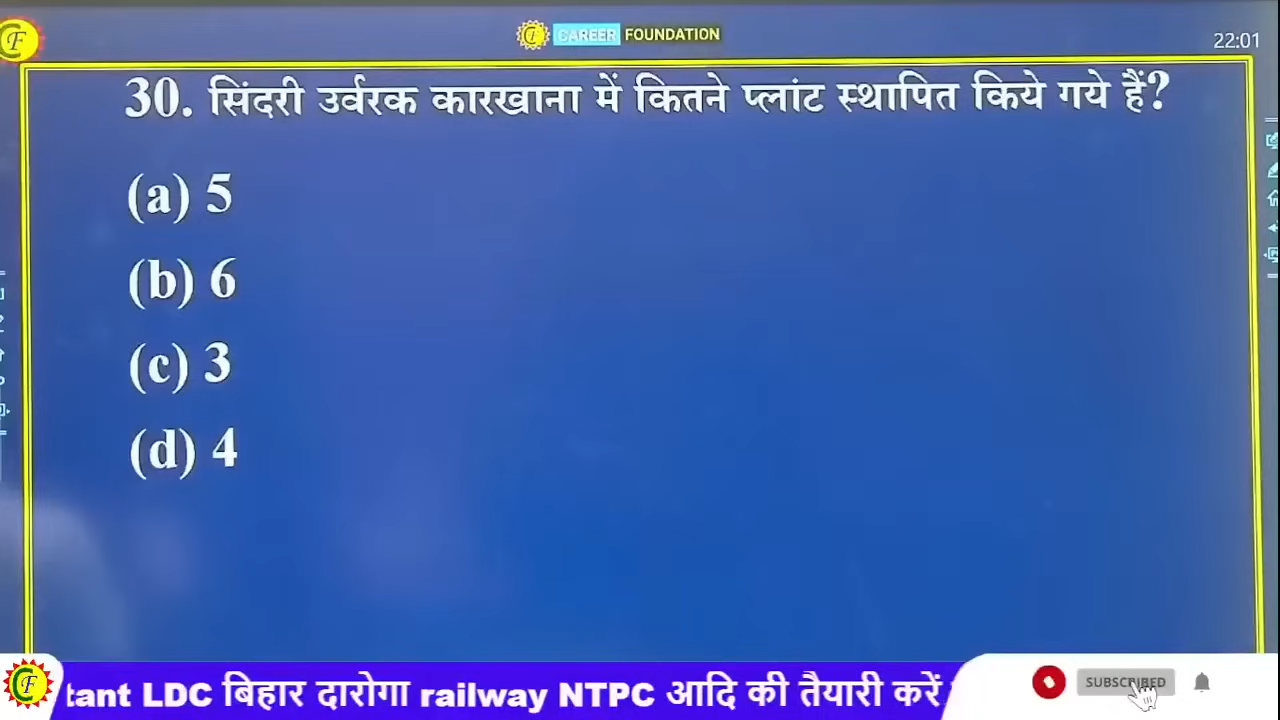 CAREER FOUNDATION
22:01
30. सिंदरी उर्वरक कारखाना में कितने प्लांट स्थापित किये गये हैं?
(a) 5
(b) 6
(c) 3
(d) 4
tant LDC बिहार दारोगा railway NTPC आदि की तैयारी करें
SUBSCRIBED